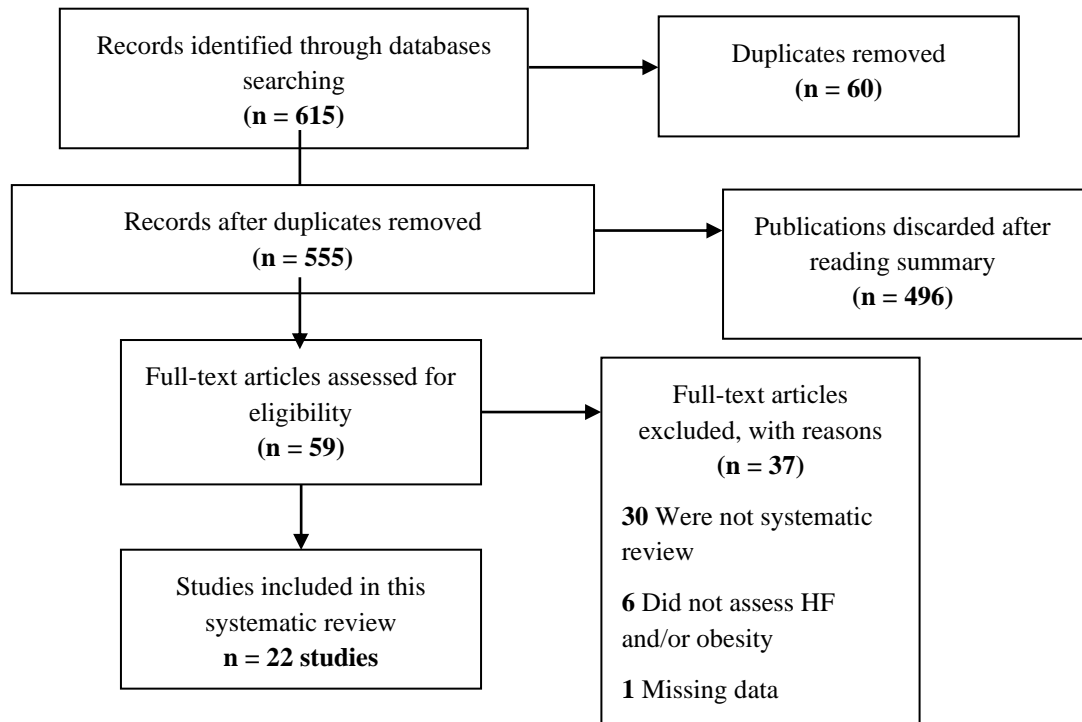 Records identified through databases
searching
(n = 615)
Duplicates removed
(n = 60)
Records after duplicates removed
(n = 555)
Publications discarded after
reading summary
(n = 496)
Full-text articles assessed for
eligibility
(n = 59)
Full-text articles
excluded, with reasons
(n = 37)
30 Were not systematic
review
6 Did not assess HF
and/or obesity
1 Missing data
Studies included in this
systematic review
n = 22 studies